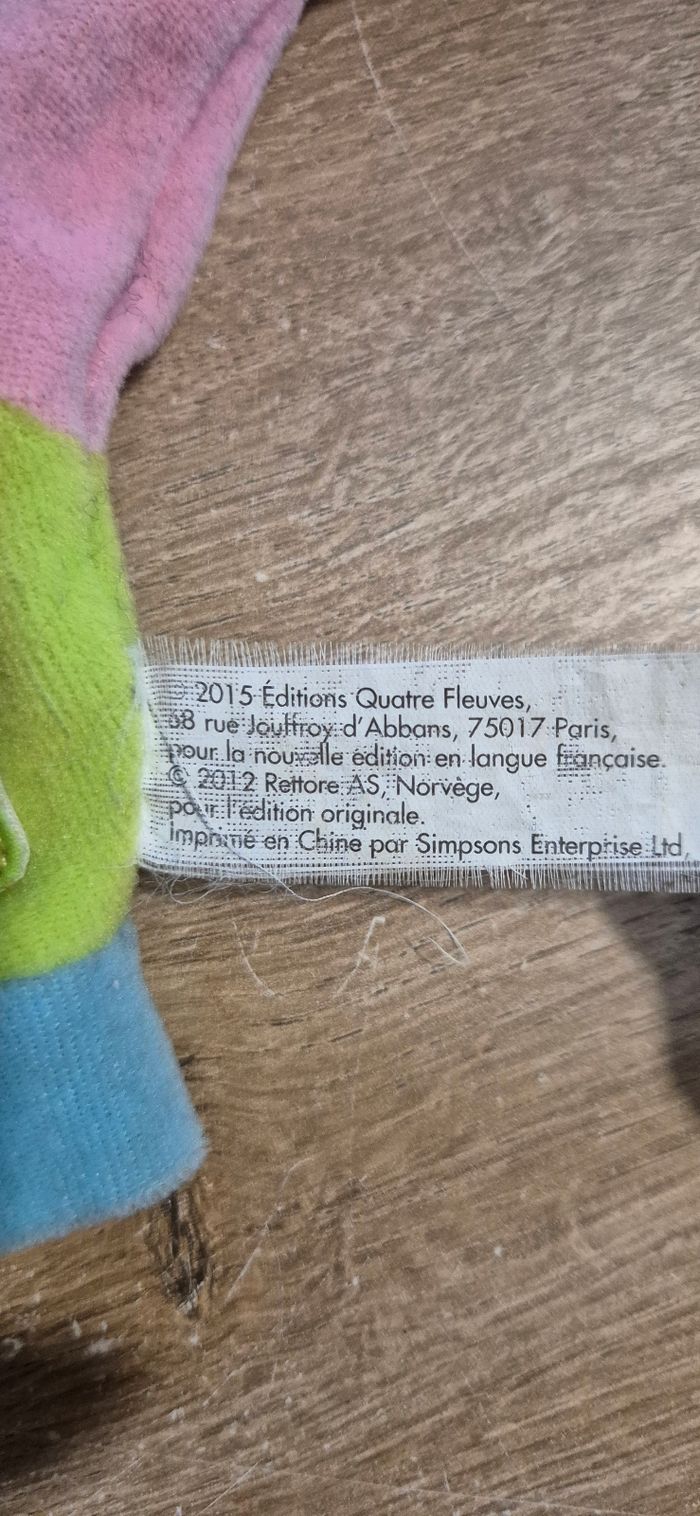 © 2015 Éditions Quatre Fleuves,
68 rue Jouffroy d'Abbans, 75017 Paris,
pour la nouvelle édition en langue française.
© 2012 Rettore AS, Norvège,
pour l'édition originale.
Imprimé en Chine par Simpsons Enterprise Ltd,